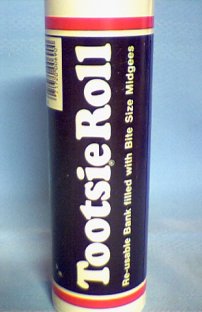 Tootsie Roll
Re-usable Bank filled with Bite Size Midgees